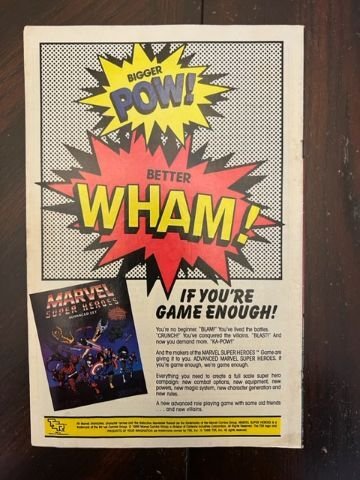 BIGGER
POW!
BETTER
WHAM!
MARVEL
SUPER HEROES
ADVANCED SET
IF YOU'RE
GAME ENOUGH!
You're no beginner. "BLAM!" You've lived the battles.
"CRUNCH!" You've conquered the villains. "BLAST!" And
now you demand more. "KA-POW!"
And the makers of the MARVEL SUPER HEROES™ Game are
giving it to you. ADVANCED MARVEL SUPER HEROES. If
you're game enough, we're game enough.
Everything you need to create a full scale super hero
campaign: new combat options, new equipment, new
powers, new magic system, new character generation and
new rules.
A new advanced role playing game with some old friends
. . . and new villains.